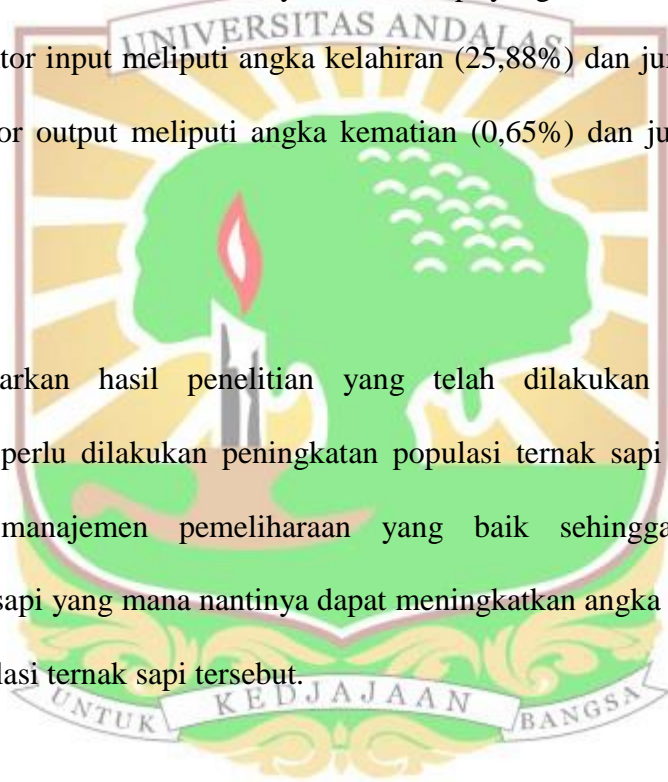 UNIVERSITAS ANDALAS
tor input meliputi angka kelahiran (25,88%) dan
or output meliputi angka kematian (0,65%) dan
arkan hasil penelitian yang telah dilakukan
perlu dilakukan peningkatan populasi ternak sapi
manajemen pemeliharaan yang baik sehingga
sapi yang mana nantinya dapat meningkatkan angka
lasi ternak sapi tersebut.
UNTUK KEDJAJAAN BANGSA